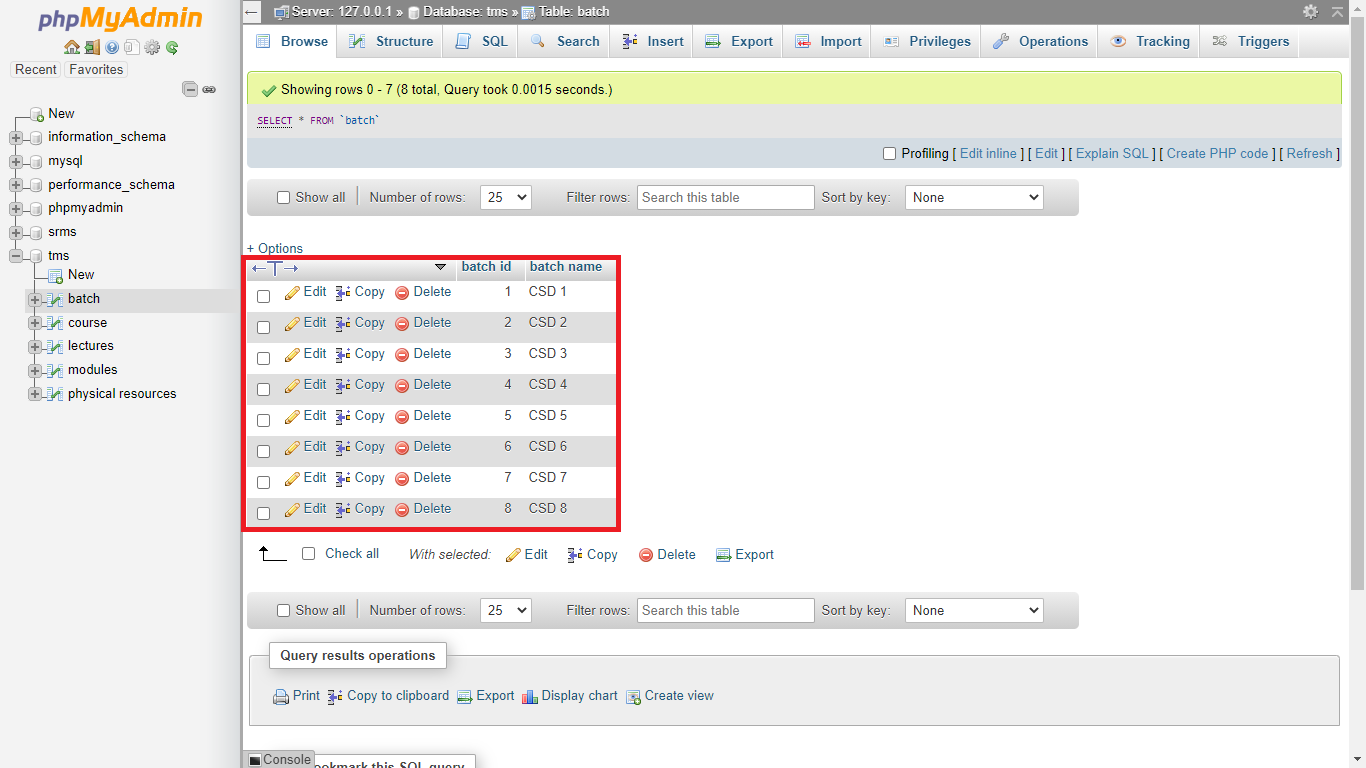 phpMyAdmin
Recent Favorites
New
information_schema
mysql
performance_schema
phpmyadmin
srms
tms
New
batch
course
lectures
modules
physical resources
Server: 127.0.0.1 » Database: tms » Table: batch
Browse Structure SQL Search Insert Export Import Privileges Operations Tracking Triggers
Showing rows 0 - 7 (8 total, Query took 0.0015 seconds.)
SELECT * FROM `batch`
Profiling [ Edit inline ] [ Edit ] [ Explain SQL ] [ Create PHP code ] [ Refresh ]
Show all Number of rows: 25 Filter rows: Search this table Sort by key: None
+ Options
batch id batch name
Edit Copy Delete 1 CSD 1
Edit Copy Delete 2 CSD 2
Edit Copy Delete 3 CSD 3
Edit Copy Delete 4 CSD 4
Edit Copy Delete 5 CSD 5
Edit Copy Delete 6 CSD 6
Edit Copy Delete 7 CSD 7
Edit Copy Delete 8 CSD 8
Check all With selected: Edit Copy Delete Export
Show all Number of rows: 25 Filter rows: Search this table Sort by key: None
Query results operations
Print Copy to clipboard Export Display chart Create view
Console
ookmark this SQL query